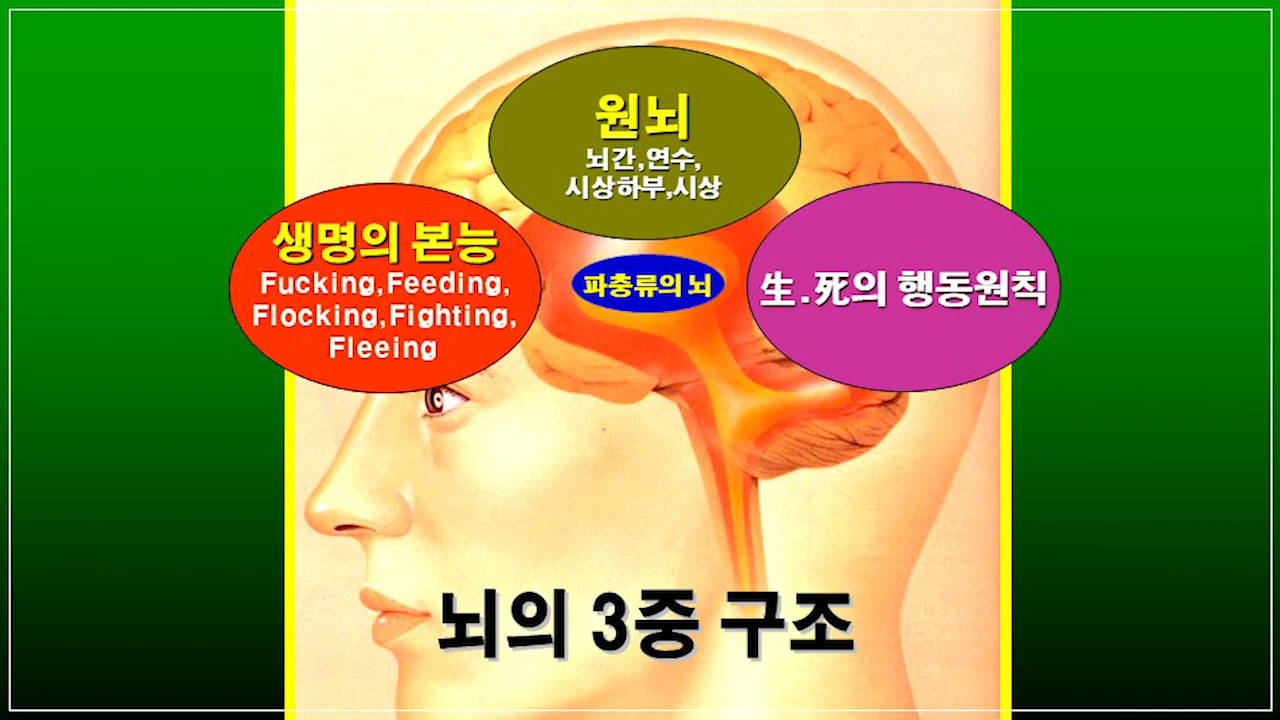 원뇌
뇌간,연수,
시상하부,시상
생명의 본능
Fucking,Feeding,
Flocking,Fighting,
Fleeing
파충류의 뇌
生.死의 행동원칙
뇌의 3중 구조